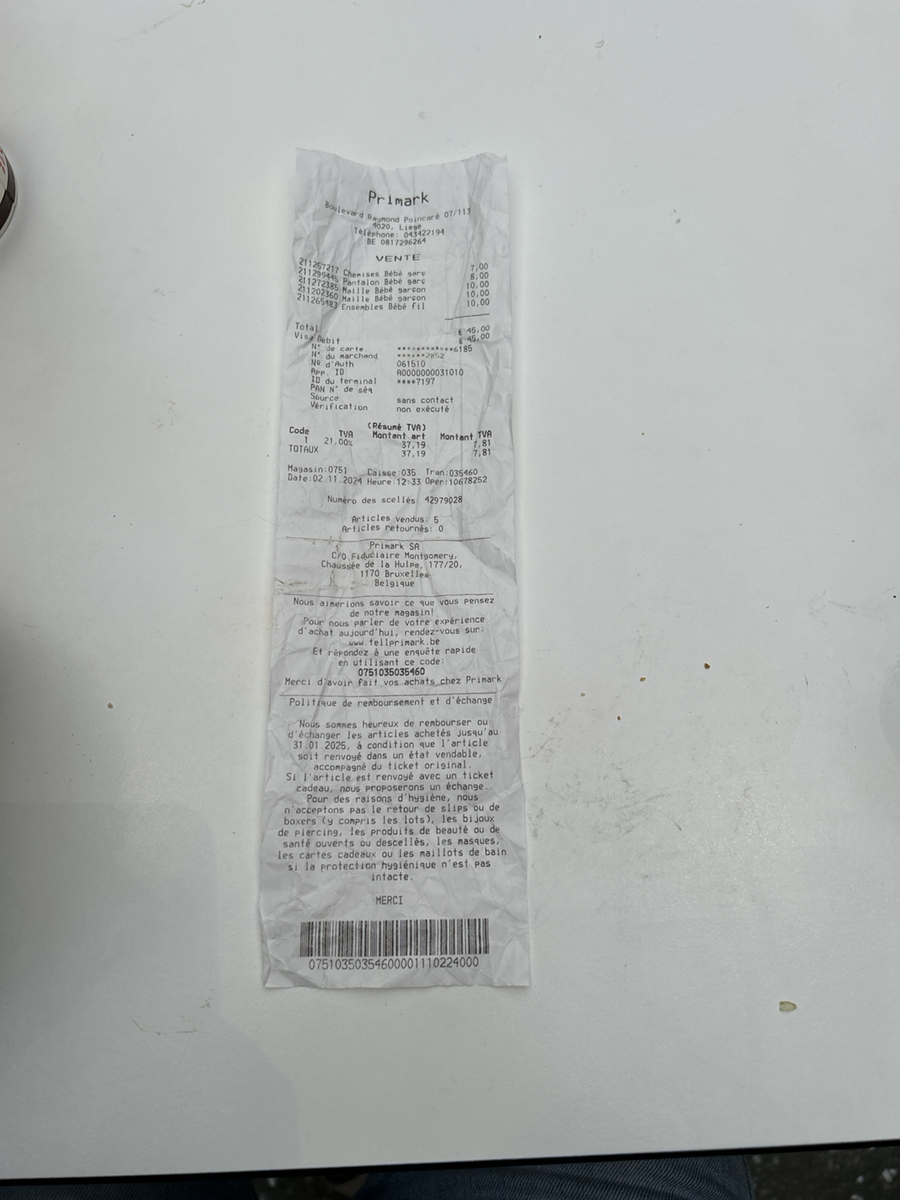 Primark
Boulevard Raymond Poincaré 07/113
4020, Liege
Téléphone: 043422194
BE 0817296264
VENTE
211257217 Chemises Bébé garç 7,00
Pantalon Bébé garç 8,00
211272385 Maille Bébé garcon 10,00
211202360 Maille Bébé garcon 10,00
211265483 Ensembles Bébé fil 10,00
Total € 45,00
Visa Debit € 45,00
N° de carte ************6185
N° du marchand ******2852
Nº d'Auth 061510
App. ID A0000000031010
ID du terminal ****7197
PAN N° de séq
Source sans contact
Vérification non exécuté
(Résumé TVA)
Code TVA Montant art Montant TVA
1 21,00% 37,19 7,81
TOTAUX 37,19 7,81
Magasin:0751 Caisse:035 Tran:035460
Date:02.11.2024 Heure:12:33 Oper:10678252
Numéro des scellés: 42979028
Articles vendus: 5
Articles retournés: 0
Primark SA
C/O Fiduciaire Montgomery,
Chaussée de la Hulpe, 177/20,
1170 Bruxelles
Belgique
Nous aimerions savoir ce que vous pensez
de notre magasin!
Pour nous parler de votre expérience
d'achat aujourd'hui, rendez-vous sur:
www.tellprimark.be
Et répondez à une enquête rapide
en utilisant ce code:
0751035035460
Merci d'avoir fait vos achats chez Primark
Politique de remboursement et d'échange
Nous sommes heureux de rembourser ou
d'échanger les articles achetés jusqu'au
31.01 2025, à condition que l'article
soit renvoyé dans un état vendable,
accompagné du ticket original.
Si l'article est renvoyé avec un ticket
cadeau, nous proposerons un échange.
Pour des raisons d'hygiène, nous
n'acceptons pas le retour de slips ou de
boxers (y compris les lots), les bijoux
de piercing, les produits de beauté ou de
santé ouverts ou descellés, les masques,
les cartes cadeaux ou les maillots de bain
si la protection hygiénique n'est pas
intacte.
MERCI
075103503546000011102​24000